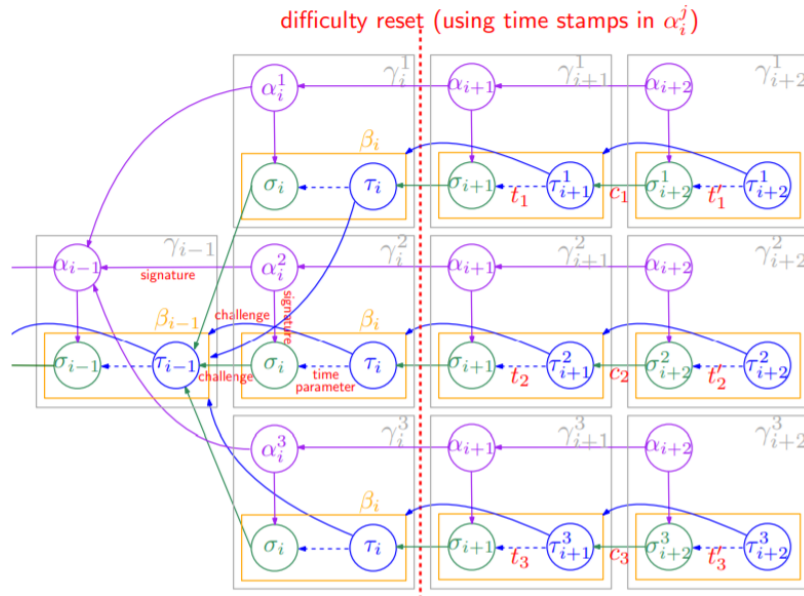 difficulty reset (using time stamps in α_i^j)
α_i^1 γ_i^1 α_{i+1} γ_{i+1}^1 α_{i+2} γ_{i+2}^1
β_i
σ_i τ_i σ_{i+1} t_1 τ_{i+1}^1 c_1 σ_{i+2}^1 t'_1 τ_{i+2}^1
α_{i−1} γ_{i−1} α_i^2 γ_i^2 α_{i+1} γ_{i+1}^2 α_{i+2} γ_{i+2}^2
signature
signature
β_{i−1} challenge β_i
σ_{i−1} τ_{i−1} σ_i τ_i σ_{i+1} t_2 τ_{i+1}^2 c_2 σ_{i+2}^2 t'_2 τ_{i+2}^2
challenge
time
parameter
α_i^3 γ_i^3 α_{i+1} γ_{i+1}^3 α_{i+2} γ_{i+2}^3
β_i
σ_i τ_i σ_{i+1} t_3 τ_{i+1}^3 c_3 σ_{i+2}^3 t'_3 τ_{i+2}^3